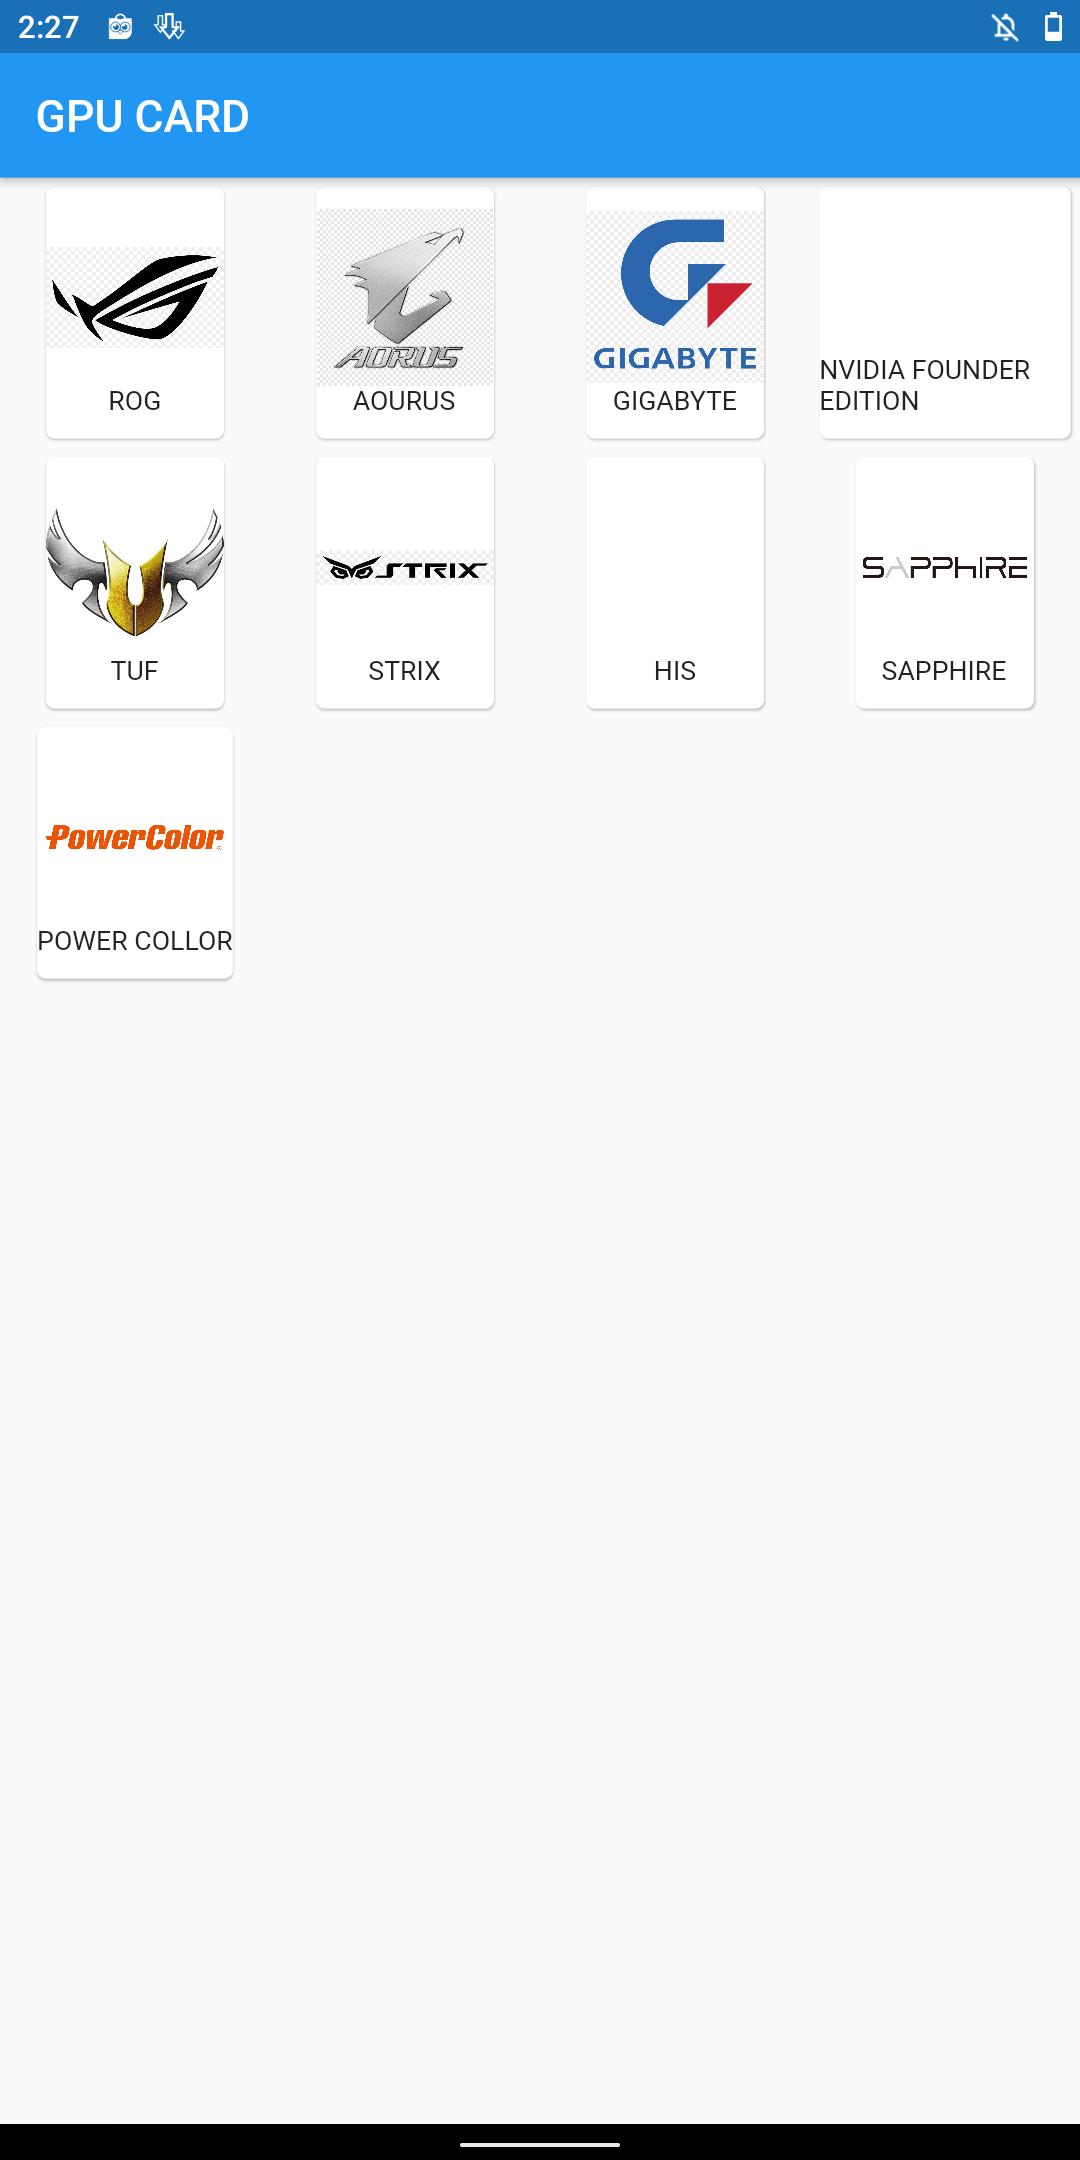 2:27
GPU CARD
AORUS
GIGABYTE
ROG
AOURUS
GIGABYTE
NVIDIA FOUNDER
EDITION
STRIX
SAPPHIRE
TUF
STRIX
HIS
SAPPHIRE
PowerColor
POWER COLLOR